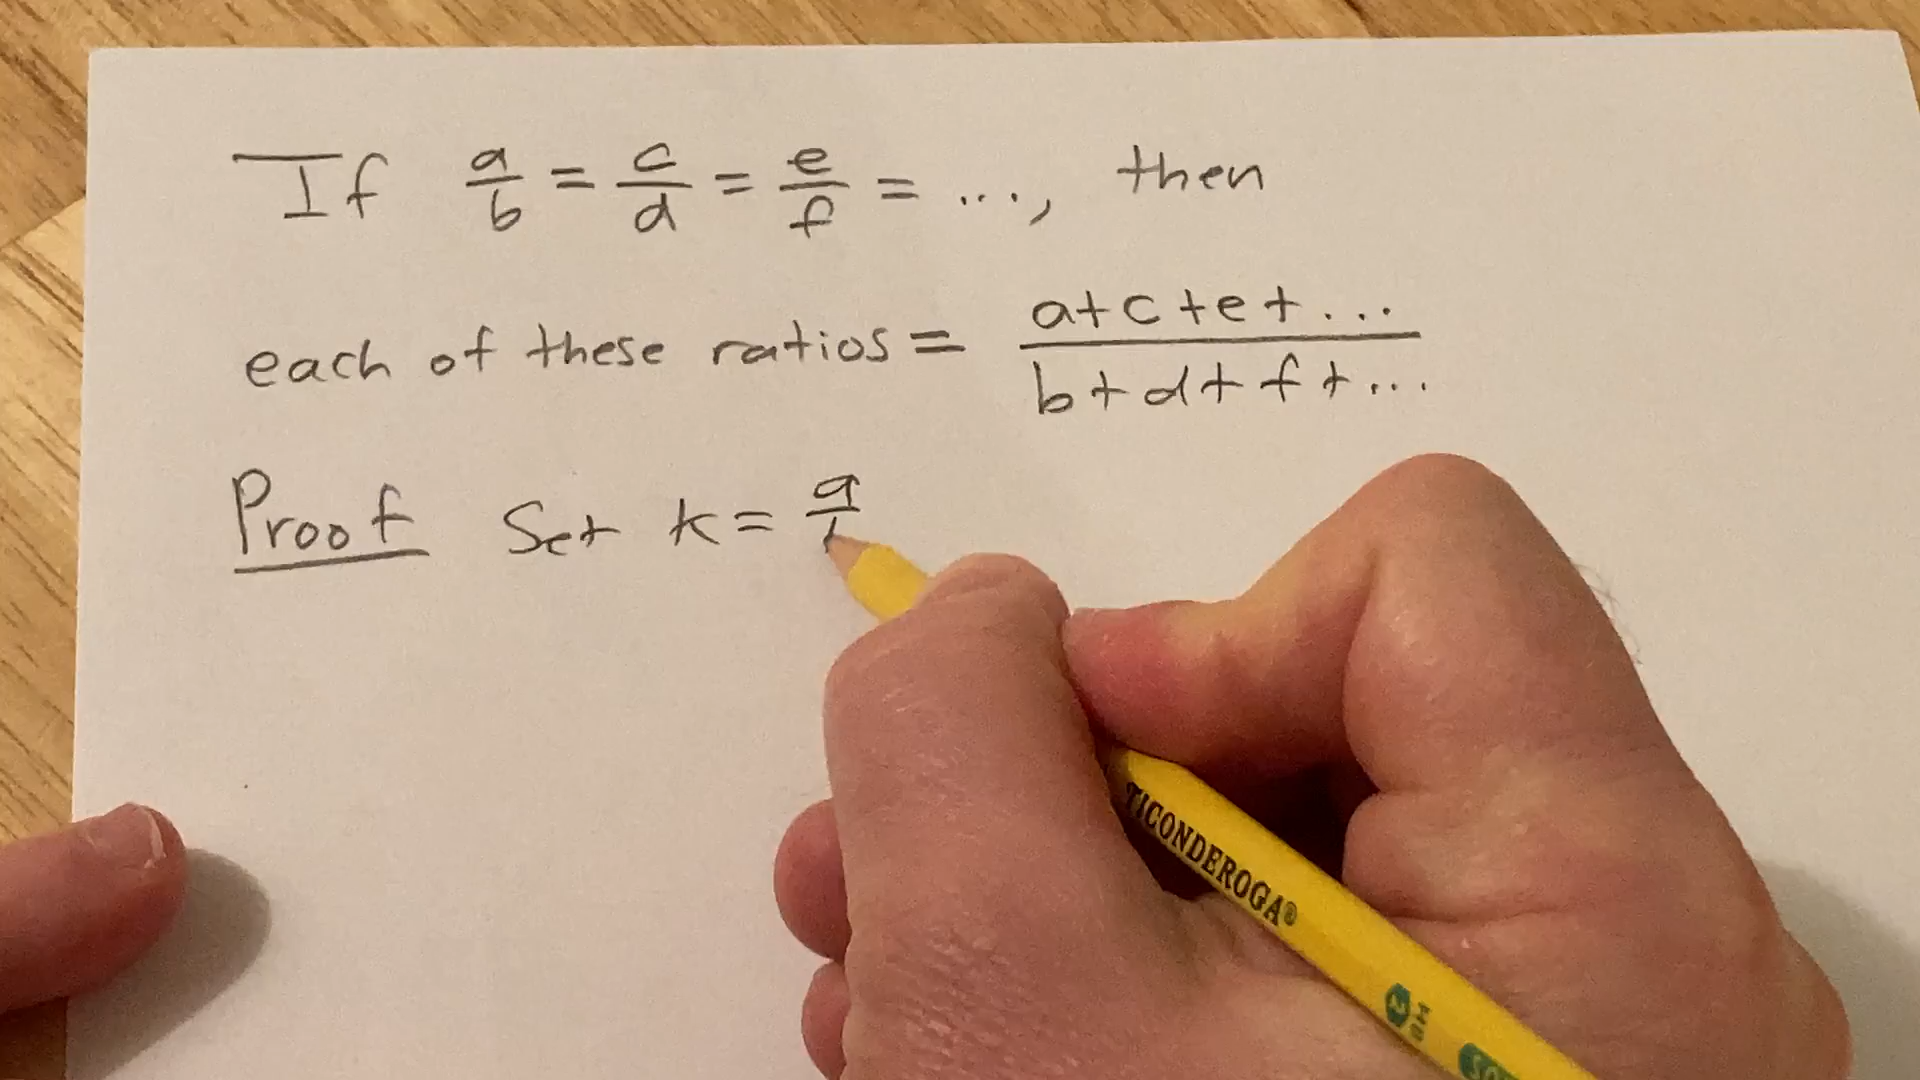 If a/b = c/d = e/f = ..., then
each of these ratios = a+c+e+... / b+d+f+...
Proof Set k = a/
TICONDEROGA®